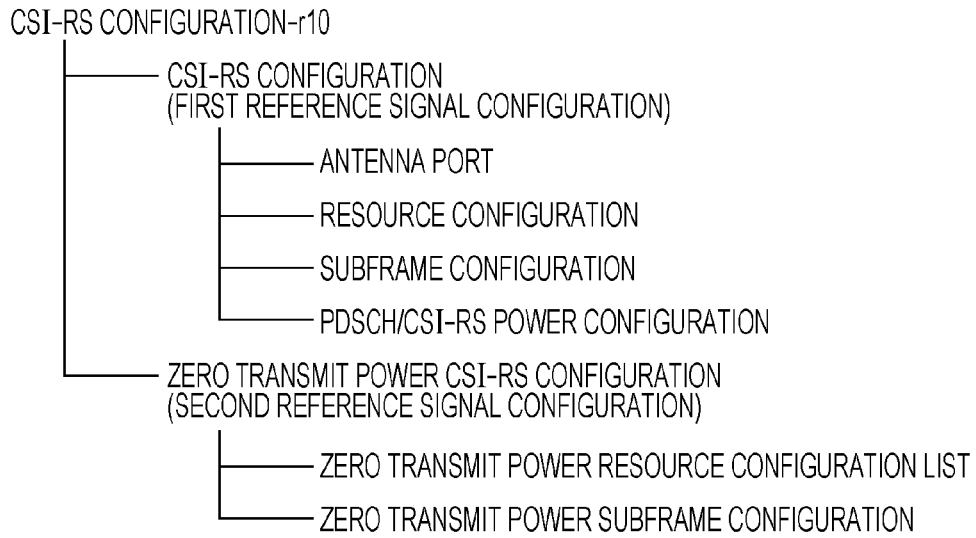 CSI-RS CONFIGURATION-r10
CSI-RS CONFIGURATION
(FIRST REFERENCE SIGNAL CONFIGURATION)
ANTENNA PORT
RESOURCE CONFIGURATION
SUBFRAME CONFIGURATION
PDSCH/CSI-RS POWER CONFIGURATION
ZERO TRANSMIT POWER CSI-RS CONFIGURATION
(SECOND REFERENCE SIGNAL CONFIGURATION)
ZERO TRANSMIT POWER RESOURCE CONFIGURATION LIST
ZERO TRANSMIT POWER SUBFRAME CONFIGURATION